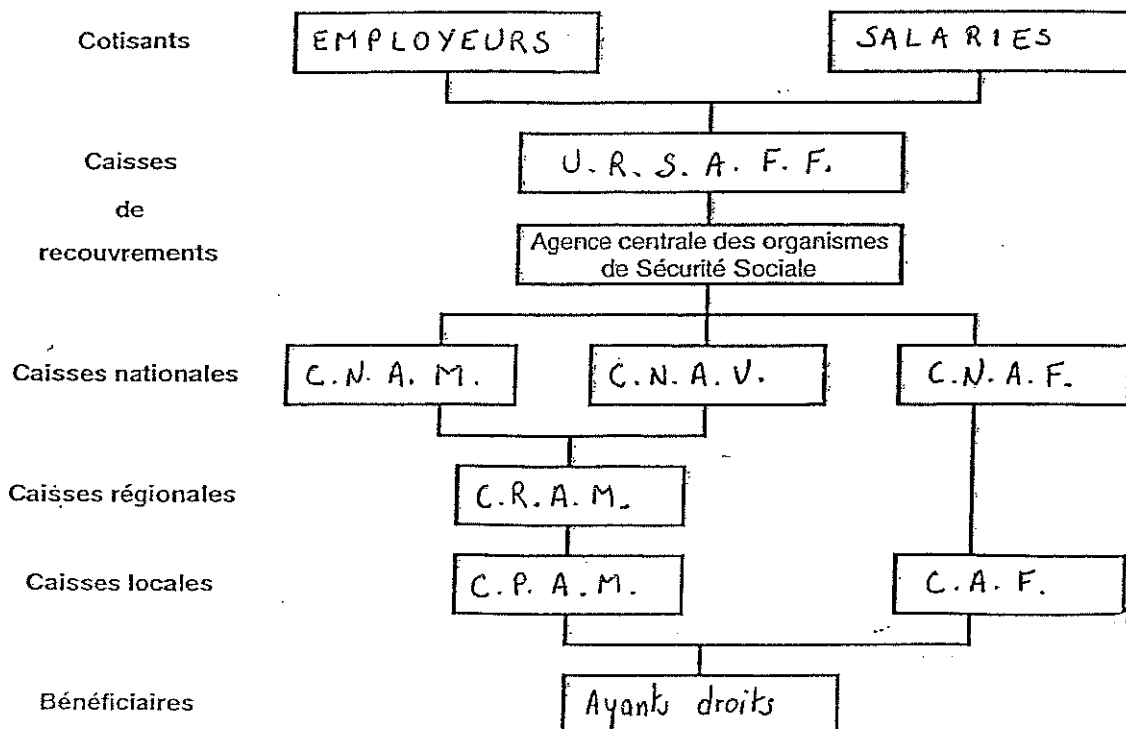 Cotisants
EMPLOYEURS
SALARIES
Caisses
de
recouvrements
U.R.S.A.F.F.
Agence centrale des organismes
de Sécurité Sociale
Caisses nationales
C.N.A.M.
C.N.A.V.
C.N.A.F.
Caisses régionales
C.R.A.M.
Caisses locales
C.P.A.M.
C.A.F.
Bénéficiaires
Ayants droits